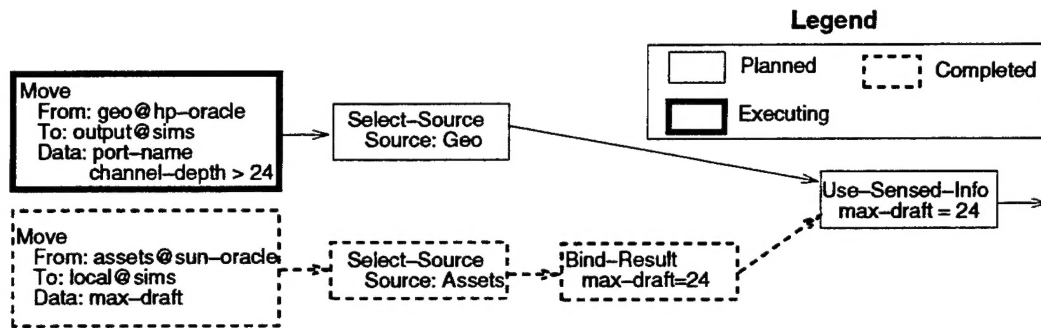 Legend
Planned
Completed
Executing
Move
From: geo@hp-oracle
To: output@sims
Data: port-name
channel-depth > 24
Select-Source
Source: Geo
Use-Sensed-Info
max-draft = 24
Move
From: assets@sun-oracle
To: local@sims
Data: max-draft
Select-Source
Source: Assets
Bind-Result
max-draft=24